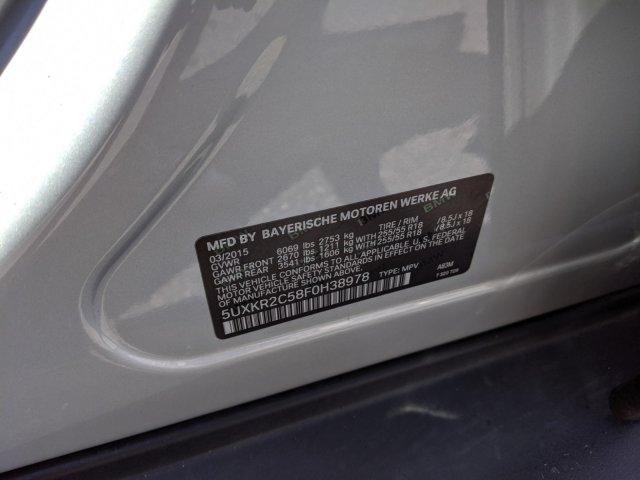 MFD BY BAYERISCHE MOTOREN WERKE AG
03/2015
GVWR 6069 lbs 2753 kg TIRE / RIM
GAWR FRONT 2670 lbs 1211 kg WITH 255/55 R18 / 8.5J x 18
GAWR REAR 3541 lbs 1606 kg WITH 255/55 R18 / 8.5J x 18
THIS VEHICLE CONFORMS TO ALL APPLICABLE U.S. FEDERAL
MOTOR VEHICLE SAFETY STANDARDS IN EFFECT ON THE
DATE OF MANUFACTURE SHOWN ABOVE.
5UXKR2C58F0H38978 TYPE: MPV A83M